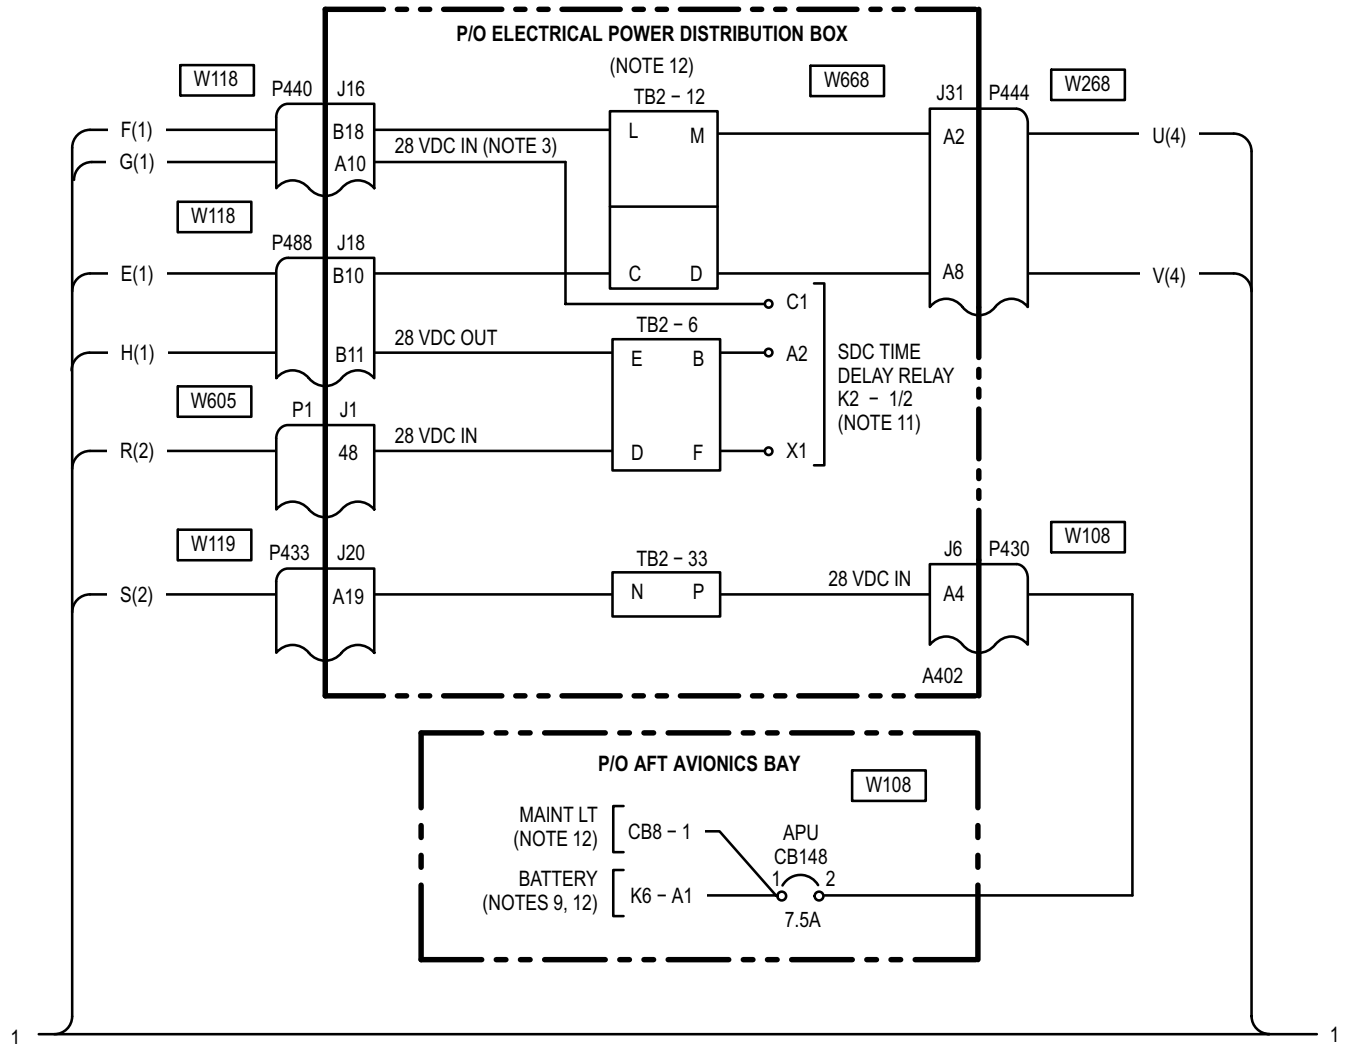 P/O ELECTRICAL POWER DISTRIBUTION BOX
(NOTE 12)
W118
P440 J16
TB2 – 12
W668
J31 P444
W268
F(1)
B18
L M
A2
U(4)
28 VDC IN (NOTE 3)
G(1)
A10
W118
P488 J18
E(1)
B10
C D
A8
V(4)
C1
TB2 – 6
28 VDC OUT
H(1)
B11
E B
A2
SDC TIME
DELAY RELAY
K2 – 1/2
(NOTE 11)
W605
P1 J1
28 VDC IN
R(2)
48
D F
X1
W119
P433 J20
TB2 – 33
J6 P430
W108
28 VDC IN
S(2)
A19
N P
A4
A402
P/O AFT AVIONICS BAY
W108
MAINT LT
(NOTE 12)
CB8 – 1
APU
CB148
1 2
BATTERY
(NOTES 9, 12)
K6 – A1
7.5A
1 1